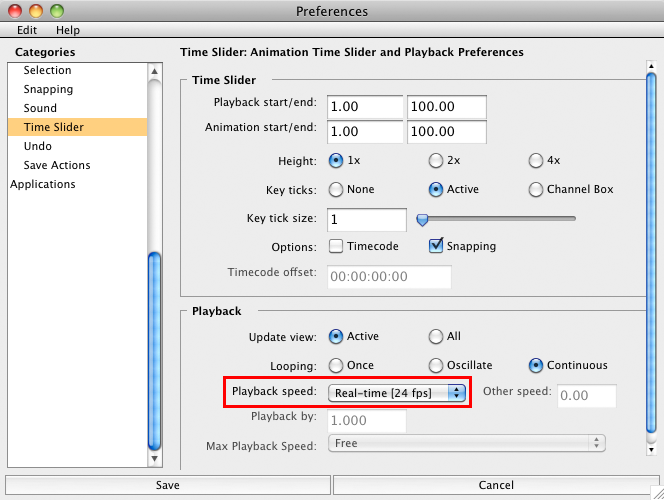 Preferences
Edit Help
Categories
Selection
Snapping
Sound
Time Slider
Undo
Save Actions
Applications
Time Slider: Animation Time Slider and Playback Preferences
Time Slider
Playback start/end: 1.00 100.00
Animation start/end: 1.00 100.00
Height: 1x 2x 4x
Key ticks: None Active Channel Box
Key tick size: 1
Options: Timecode Snapping
Timecode offset: 00:00:00:00
Playback
Update view: Active All
Looping: Once Oscillate Continuous
Playback speed: Real-time [24 fps] Other speed: 0.00
Playback by: 1.000
Max Playback Speed: Free
Save Cancel